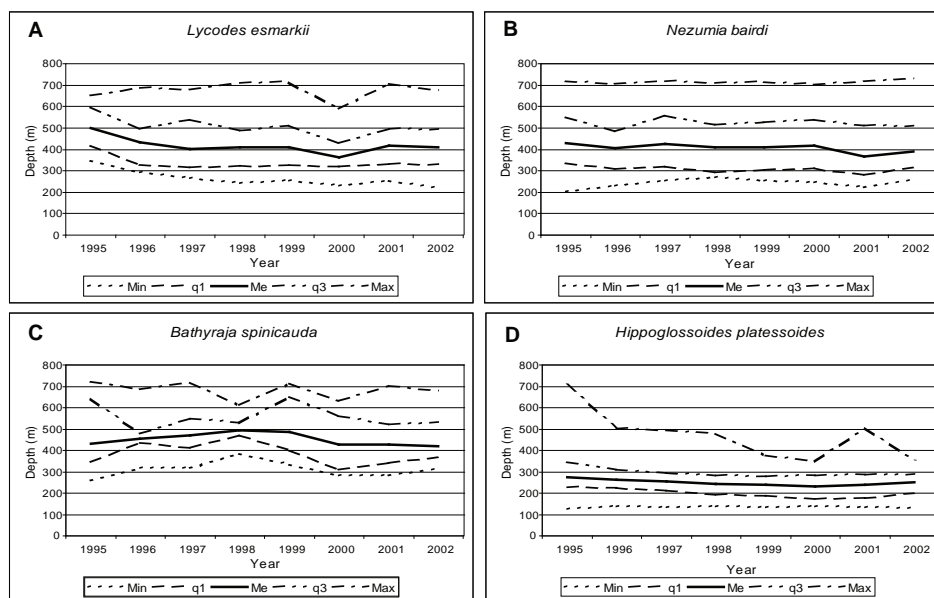 A
Lycodes esmarkii
800
700
600
500
400
300
200
100
0
Depth (m)
1995 1996 1997 1998 1999 2000 2001 2002
Year
Min q1 Me q3 Max
B
Nezumia bairdi
800
700
600
500
400
300
200
100
0
Depth (m)
1995 1996 1997 1998 1999 2000 2001 2002
Year
Min q1 Me q3 Max
C
Bathyraja spinicauda
800
700
600
500
400
300
200
100
0
Depth (m)
1995 1996 1997 1998 1999 2000 2001 2002
Year
Min q1 Me q3 Max
D
Hippoglossoides platessoides
800
700
600
500
400
300
200
100
0
Depth (m)
1995 1996 1997 1998 1999 2000 2001 2002
Year
Min q1 Me q3 Max